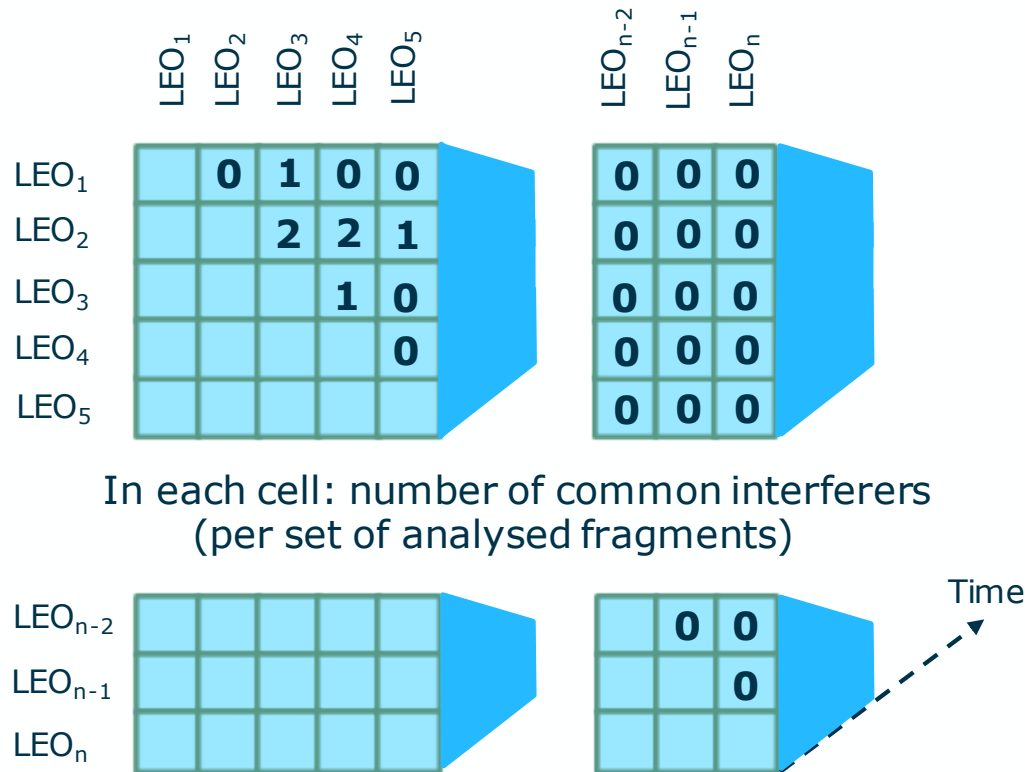 LEO₁ LEO₂ LEO₃ LEO₄ LEO₅ LEOₙ₋₂ LEOₙ₋₁ LEOₙ
LEO₁ 0 1 0 0 0 0 0
LEO₂ 2 2 1 0 0 0
LEO₃ 1 0 0 0 0
LEO₄ 0 0 0 0
LEO₅ 0 0 0
In each cell: number of common interferers
(per set of analysed fragments)
Time
LEOₙ₋₂ 0 0
LEOₙ₋₁ 0
LEOₙ